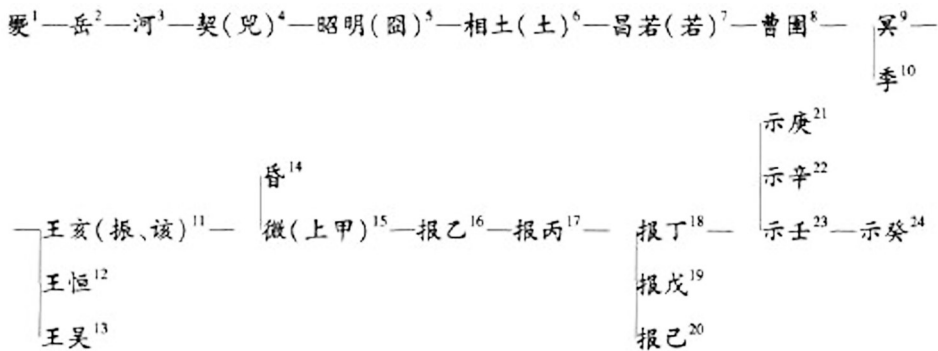 夒¹—岳²—河³—契(兕)⁴—昭明(囧)⁵—相土(土)⁶—昌若(若)⁷—曹圉⁸—冥⁹—
季¹⁰
示庚²¹
昏¹⁴ 示辛²²
—王亥(振、该)¹¹—微(上甲)¹⁵—报乙¹⁶—报丙¹⁷—报丁¹⁸—示壬²³—示癸²⁴
王恒¹² 报戊¹⁹
王吴¹³ 报己²⁰